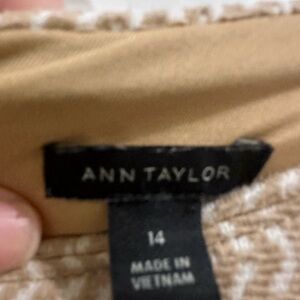 ANN TAYLOR
14
MADE IN
VIETNAM